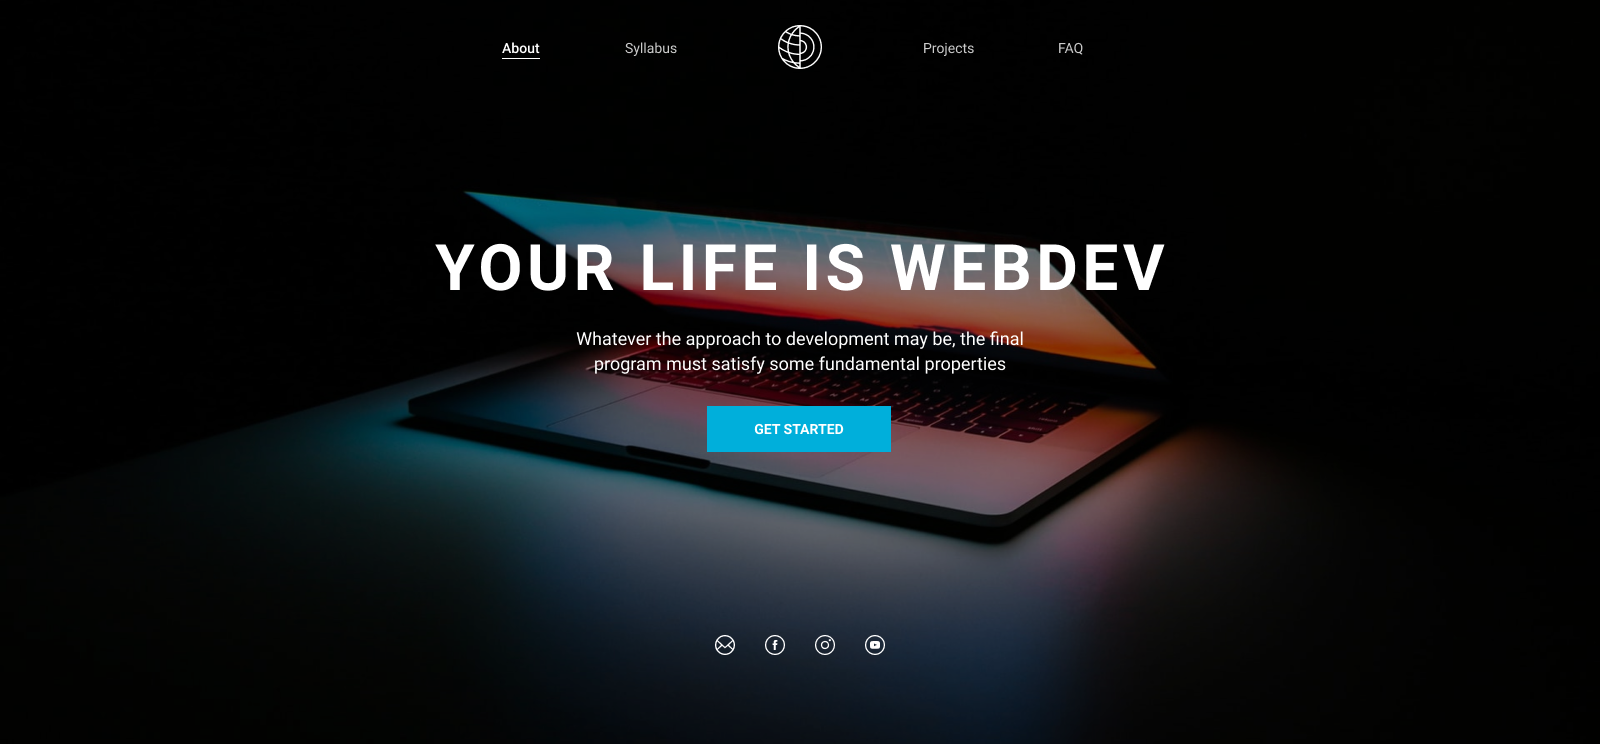 About
Syllabus
Projects
FAQ
YOUR LIFE IS WEBDEV
Whatever the approach to development may be, the final
program must satisfy some fundamental properties
GET STARTED